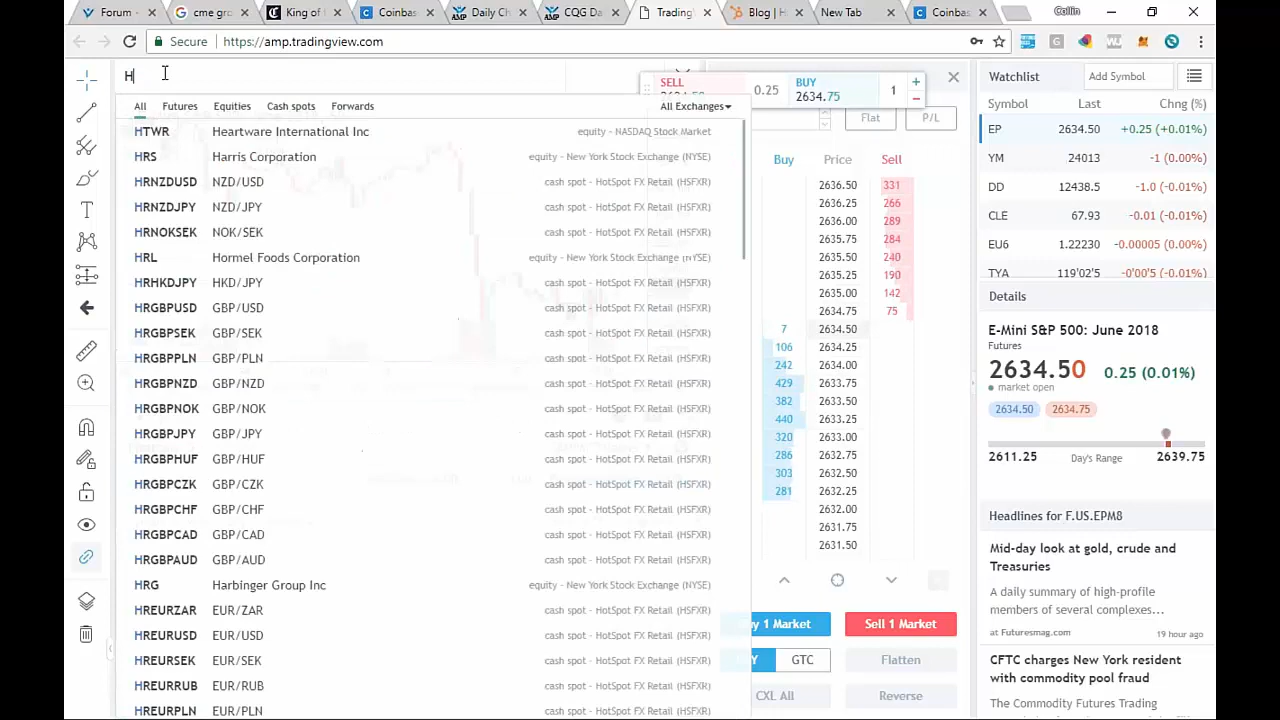 Forum -
cme gro
King of
Coinbas
Daily Ch
CQG Da
Trading
Blog | H
New Tab
Coinbas
Collin
Secure
https://amp.tradingview.com
H
SELL
0.25
BUY
2634.75
1
All Futures Equities Cash spots Forwards All Exchanges
HTWR Heartware International Inc equity - NASDAQ Stock Market
HRS Harris Corporation equity - New York Stock Exchange (NYSE)
HRNZDUSD NZD/USD cash spot - HotSpot FX Retail (HSFXR)
HRNZDJPY NZD/JPY cash spot - HotSpot FX Retail (HSFXR)
HRNOKSEK NOK/SEK cash spot - HotSpot FX Retail (HSFXR)
HRL Hormel Foods Corporation equity - New York Stock Exchange (NYSE)
HRHKDJPY HKD/JPY cash spot - HotSpot FX Retail (HSFXR)
HRGBPUSD GBP/USD cash spot - HotSpot FX Retail (HSFXR)
HRGBPSEK GBP/SEK cash spot - HotSpot FX Retail (HSFXR)
HRGBPPLN GBP/PLN cash spot - HotSpot FX Retail (HSFXR)
HRGBPNZD GBP/NZD cash spot - HotSpot FX Retail (HSFXR)
HRGBPNOK GBP/NOK cash spot - HotSpot FX Retail (HSFXR)
HRGBPJPY GBP/JPY cash spot - HotSpot FX Retail (HSFXR)
HRGBPHUF GBP/HUF cash spot - HotSpot FX Retail (HSFXR)
HRGBPCZK GBP/CZK cash spot - HotSpot FX Retail (HSFXR)
HRGBPCHF GBP/CHF cash spot - HotSpot FX Retail (HSFXR)
HRGBPCAD GBP/CAD cash spot - HotSpot FX Retail (HSFXR)
HRGBPAUD GBP/AUD cash spot - HotSpot FX Retail (HSFXR)
HRG Harbinger Group Inc equity - New York Stock Exchange (NYSE)
HREURZAR EUR/ZAR cash spot - HotSpot FX Retail (HSFXR)
HREURUSD EUR/USD cash spot - HotSpot FX Retail (HSFXR)
HREURSEK EUR/SEK cash spot - HotSpot FX Retail (HSFXR)
HREURRUB EUR/RUB cash spot - HotSpot FX Retail (HSFXR)
HREURPLN EUR/PLN cash spot - HotSpot FX Retail (HSFXR)
Flat P/L
Buy Price Sell
2636.50 331
2636.25 266
2636.00 289
2635.75 284
2635.50 240
2635.25 190
2635.00 142
2634.75 75
7 2634.50
106 2634.25
242 2634.00
429 2633.75
382 2633.50
440 2633.25
320 2633.00
286 2632.75
303 2632.50
281 2632.25
2632.00
2631.75
2631.50
Buy 1 Market Sell 1 Market
GTC Flatten
CXL All Reverse
Watchlist Add Symbol
Symbol Last Chng (%)
EP 2634.50 +0.25 (+0.01%)
YM 24013 -1 (0.00%)
DD 12438.5 -1.0 (-0.01%)
CLE 67.93 -0.01 (-0.01%)
EU6 1.22230 -0.00005 (0.00%)
TYA 119'02'5 -0'00'5 (-0.01%)
Details
E-Mini S&P 500: June 2018
Futures
2634.50 0.25 (0.01%)
market open
2634.50 2634.75
2611.25 Day's Range 2639.75
Headlines for F.US.EPM8
Mid-day look at gold, crude and
Treasuries
A daily summary of high-profile
members of several complexes...
at Futuresmag.com 19 hour ago
CFTC charges New York resident
with commodity pool fraud
The Commodity Futures Trading